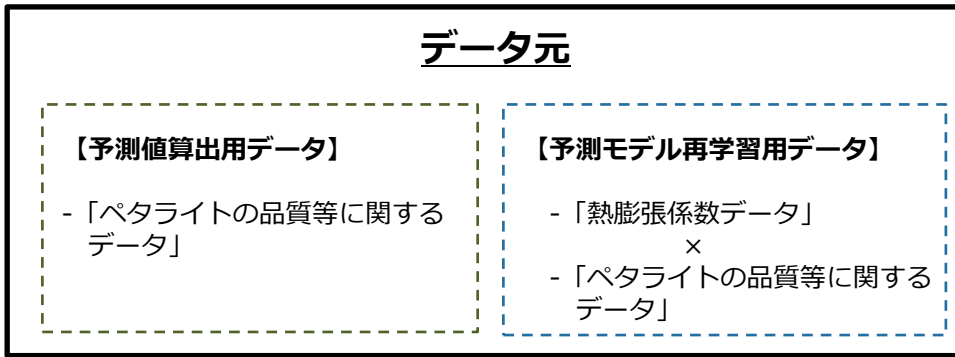 データ元
【予測値算出用データ】
- 「ペタライトの品質等に関する
データ」
【予測モデル再学習用データ】
- 「熱膨張係数データ」
×
- 「ペタライトの品質等に関する
データ」